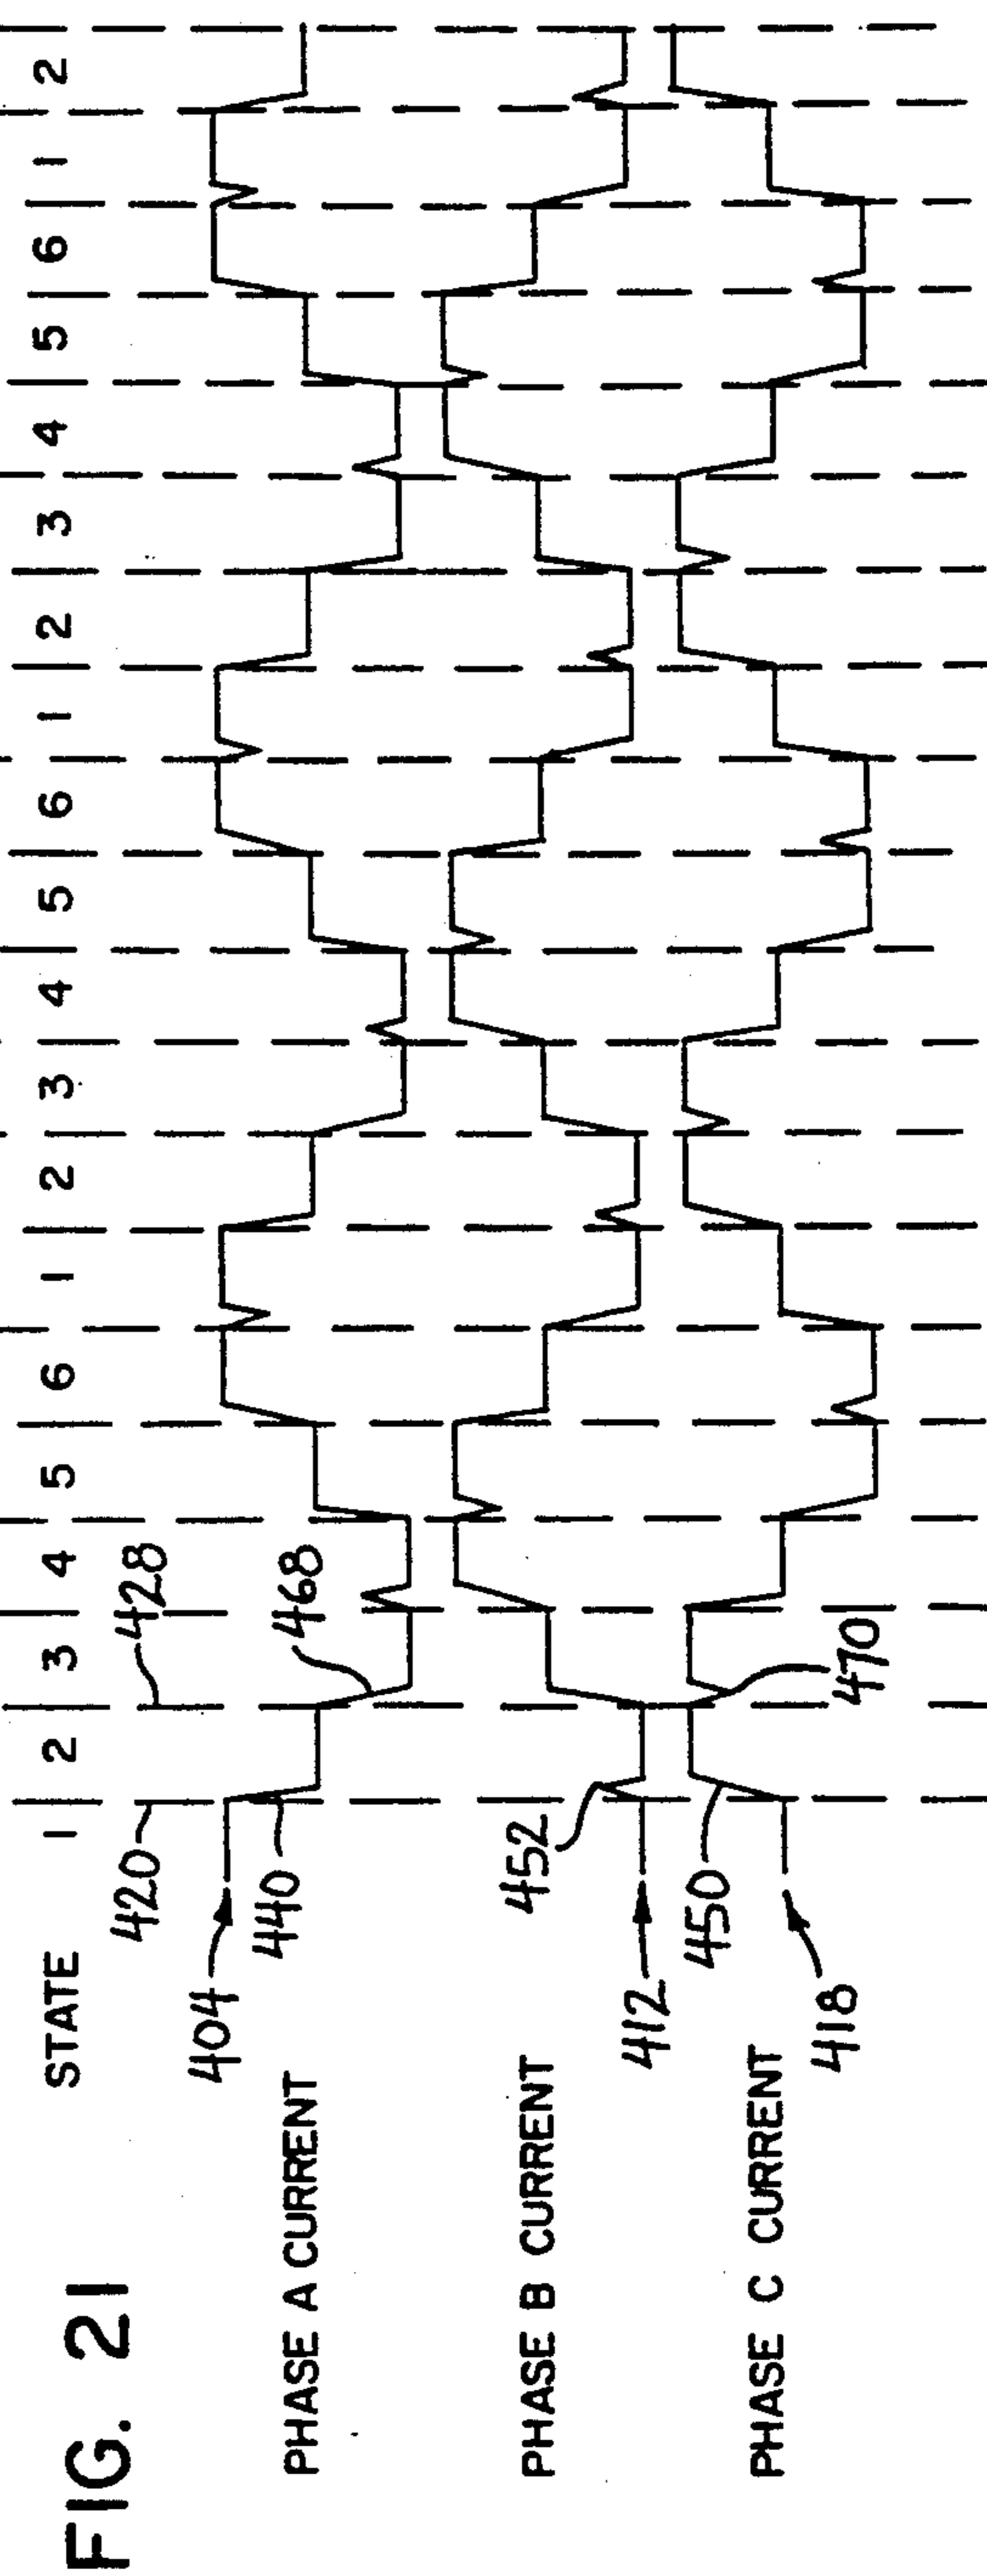 FIG. 21
STATE 1 2 3 4 5 6 1 2 3 4 5 6 1 2 3 4 5 6 1 2
420
428
404
440
468
PHASE A CURRENT
452
PHASE B CURRENT
412
450
PHASE C CURRENT
418
470